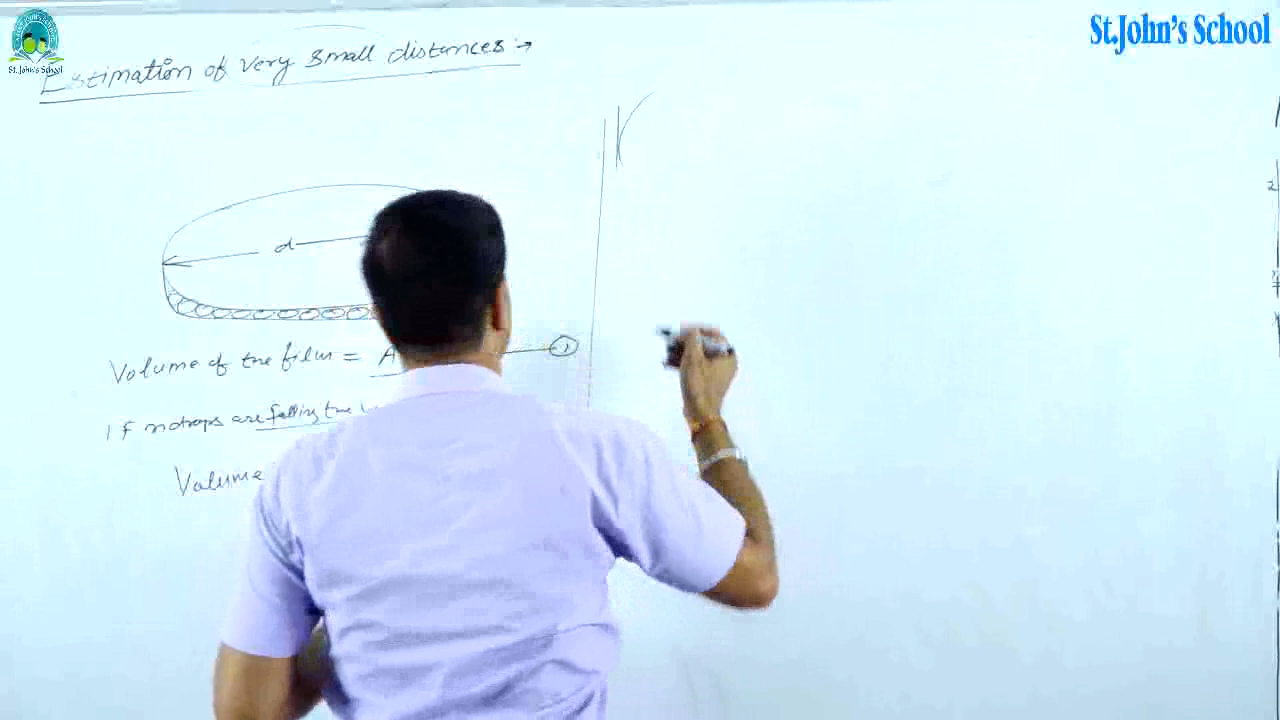 St. John's School
St.John's School
Estimation of very small distances :→
d
Volume of the film = A ①
If n drops are falling the
Volume